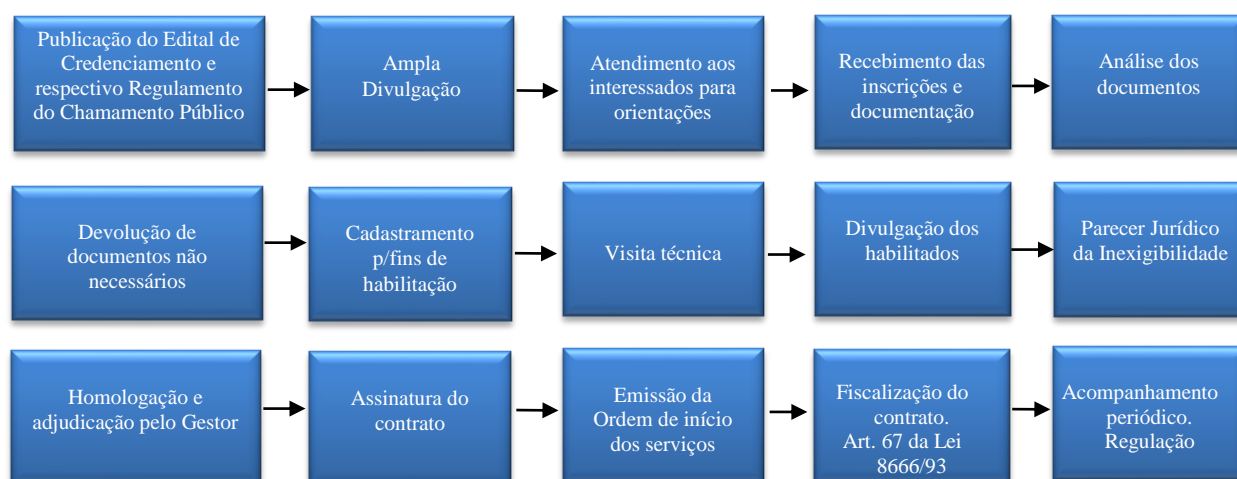 Publicação do Edital de
Credenciamento e
respectivo Regulamento
do Chamamento Público
Ampla
Divulgação
Atendimento aos
interessados para
orientações
Recebimento das
inscrições e
documentação
Análise dos
documentos
Devolução de
documentos não
necessários
Cadastramento
p/fins de
habilitação
Visita técnica
Divulgação dos
habilitados
Parecer Jurídico
da Inexigibilidade
Homologação e
adjudicação pelo Gestor
Assinatura do
contrato
Emissão da
Ordem de início
dos serviços
Fiscalização do
contrato.
Art. 67 da Lei
8666/93
Acompanhamento
periódico.
Regulação